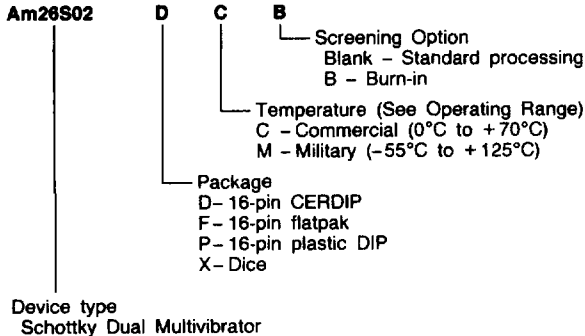 Am26S02 D C B
Screening Option
Blank – Standard processing
B – Burn-in
Temperature (See Operating Range)
C – Commercial (0°C to +70°C)
M – Military (–55°C to +125°C)
Package
D– 16-pin CERDIP
F– 16-pin flatpak
P– 16-pin plastic DIP
X– Dice
Device type
Schottky Dual Multivibrator